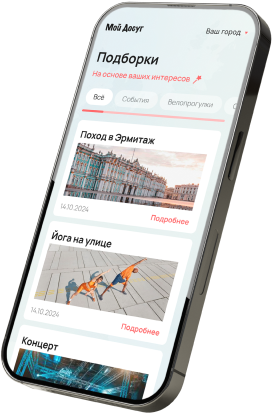 Мой Досуг
Ваш город
Подборки
На основе ваших интересов
Всё
События
Велопрогулки
Поход в Эрмитаж
14.10.2024
Подробнее
Йога на улице
14.10.2024
Подробнее
Концерт